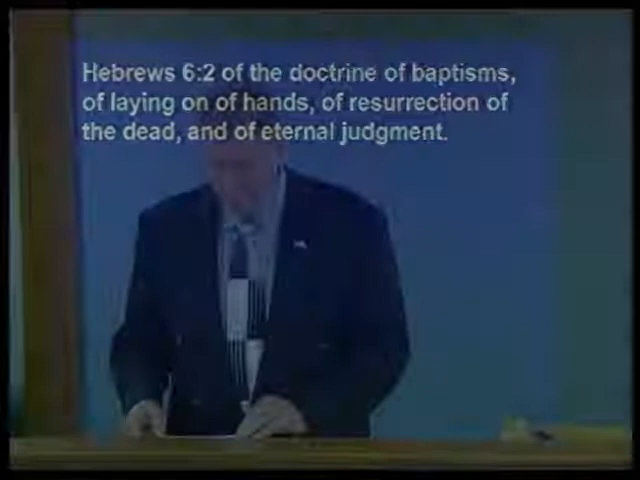 Hebrews 6:2 of the doctrine of baptisms,
of laying on of hands, of resurrection of
the dead, and of eternal judgment.